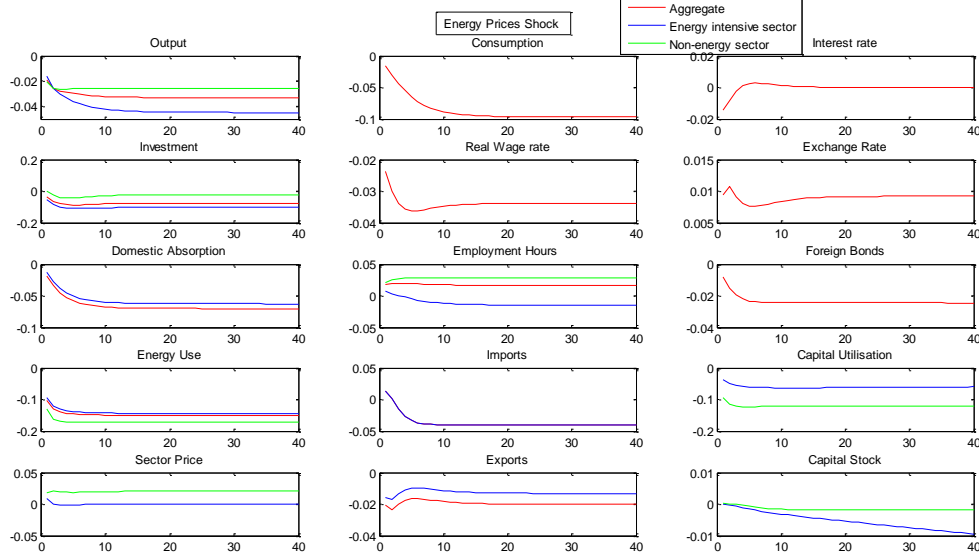 Energy Prices Shock
Aggregate
Energy intensive sector
Non-energy sector
Output
0
-0.02
-0.04
0 10 20 30 40
Consumption
0
-0.05
-0.1
0 10 20 30 40
Interest rate
0.02
0
-0.02
0 10 20 30 40
Investment
0.2
0
-0.2
0 10 20 30 40
Real Wage rate
-0.02
-0.03
-0.04
0 10 20 30 40
Exchange Rate
0.015
0.01
0.005
0 10 20 30 40
Domestic Absorption
0
-0.05
-0.1
0 10 20 30 40
Employment Hours
0.05
0
-0.05
0 10 20 30 40
Foreign Bonds
0
-0.02
-0.04
0 10 20 30 40
Energy Use
0
-0.1
-0.2
0 10 20 30 40
Imports
0.05
0
-0.05
0 10 20 30 40
Capital Utilisation
0
-0.1
-0.2
0 10 20 30 40
Sector Price
0.05
0
-0.05
0 10 20 30 40
Exports
0
-0.02
-0.04
0 10 20 30 40
Capital Stock
0.01
0
-0.01
0 10 20 30 40